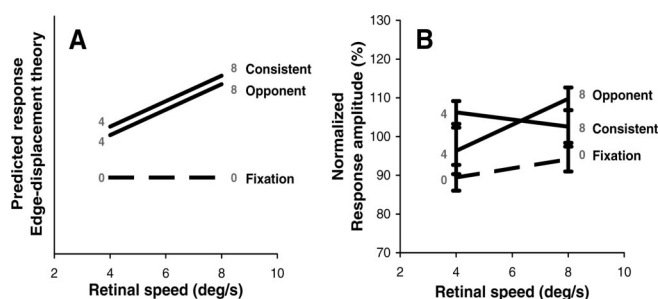 A
Predicted response
Edge-displacement theory
4
4
0
8 Consistent
8 Opponent
0 Fixation
2
4
6
8
10
Retinal speed (deg/s)
B
Normalized
Response amplitude (%)
130
120
110
100
90
80
70
4
4
0
8 Opponent
8 Consistent
0 Fixation
2
4
6
8
10
Retinal speed (deg/s)